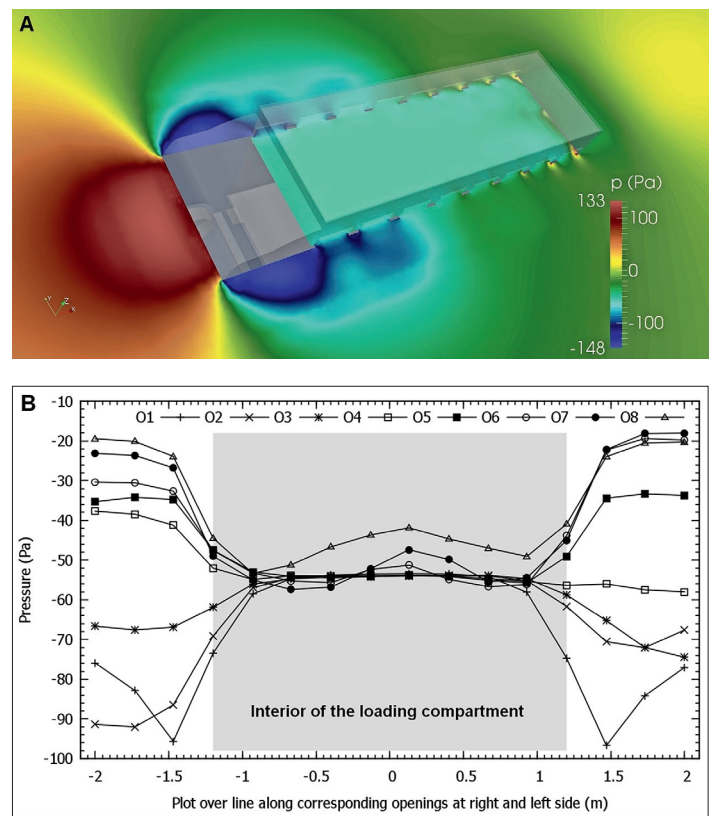 A
p (Pa)
133
100
0
-100
-148
Y
Z
X
B
-10
O1 O2 O3 O4 O5 O6 O7 O8
-20
-30
-40
-50
-60
-70
-80
-90
-100
Pressure (Pa)
Interior of the loading compartment
-2 -1.5 -1 -0.5 0 0.5 1 1.5 2
Plot over line along corresponding openings at right and left side (m)